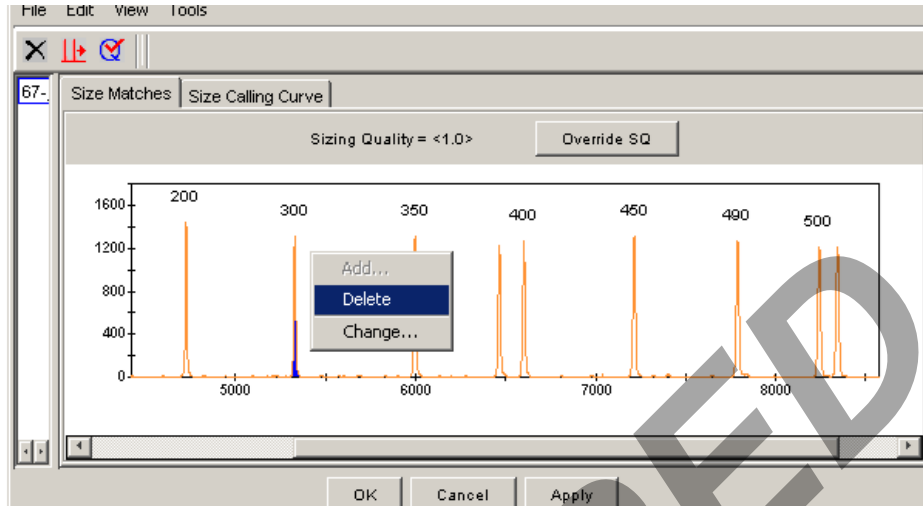 File Edit View Tools
67-
Size Matches Size Calling Curve
Sizing Quality = <1.0> Override SQ
1600
1200
800
400
0
200 300 350 400 450 490 500
Add...
Delete
Change...
5000 6000 7000 8000
OK Cancel Apply